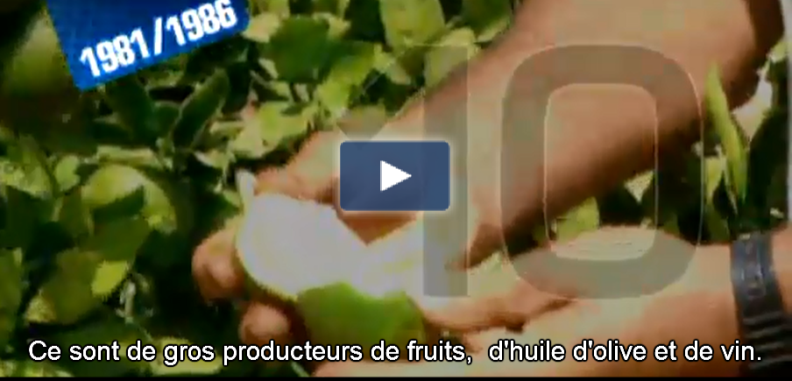 1981/1986
10
Ce sont de gros producteurs de fruits,  d'huile d'olive et de vin.